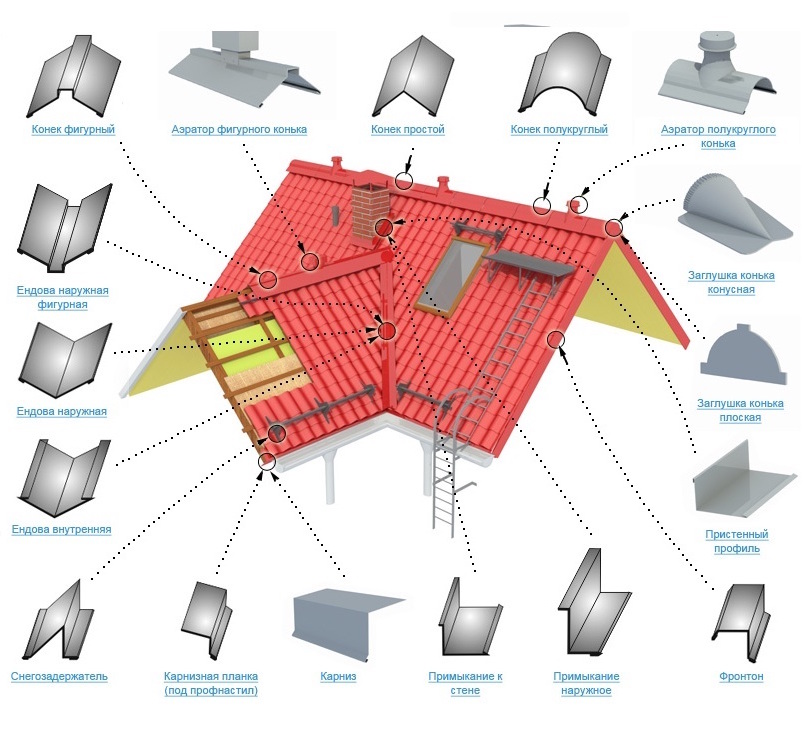 Конек фигурный
Аэратор фигурного конька
Конек простой
Конек полукруглый
Аэратор полукруглого
конька
Ендова наружная
фигурная
Заглушка конька
конусная
Ендова наружная
Заглушка конька
плоская
Ендова внутренняя
Пристенный
профиль
Снегозадержатель
Карнизная планка
(под профнастил)
Карниз
Примыкание к
стене
Примыкание
наружное
Фронтон